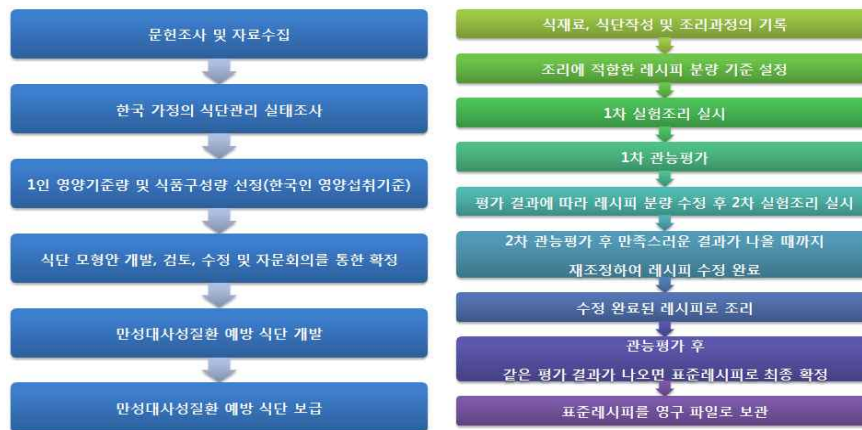 문헌조사 및 자료수집
한국 가정의 식단관리 실태조사
1인 영양기준량 및 식품구성량 선정(한국인 영양섭취기준)
식단 모형안 개발, 검토, 수정 및 자문회의를 통한 확정
만성대사성질환 예방 식단 개발
만성대사성질환 예방 식단 보급
식재료, 식단작성 및 조리과정의 기록
조리에 적합한 레시피 분량 기준 설정
1차 실험조리 실시
1차 관능평가
평가 결과에 따라 레시피 분량 수정 후 2차 실험조리 실시
2차 관능평가 후 만족스러운 결과가 나올 때까지
재조정하여 레시피 수정 완료
수정 완료된 레시피로 조리
관능평가 후
같은 평가 결과가 나오면 표준레시피로 최종 확정
표준레시피를 영구 파일로 보관